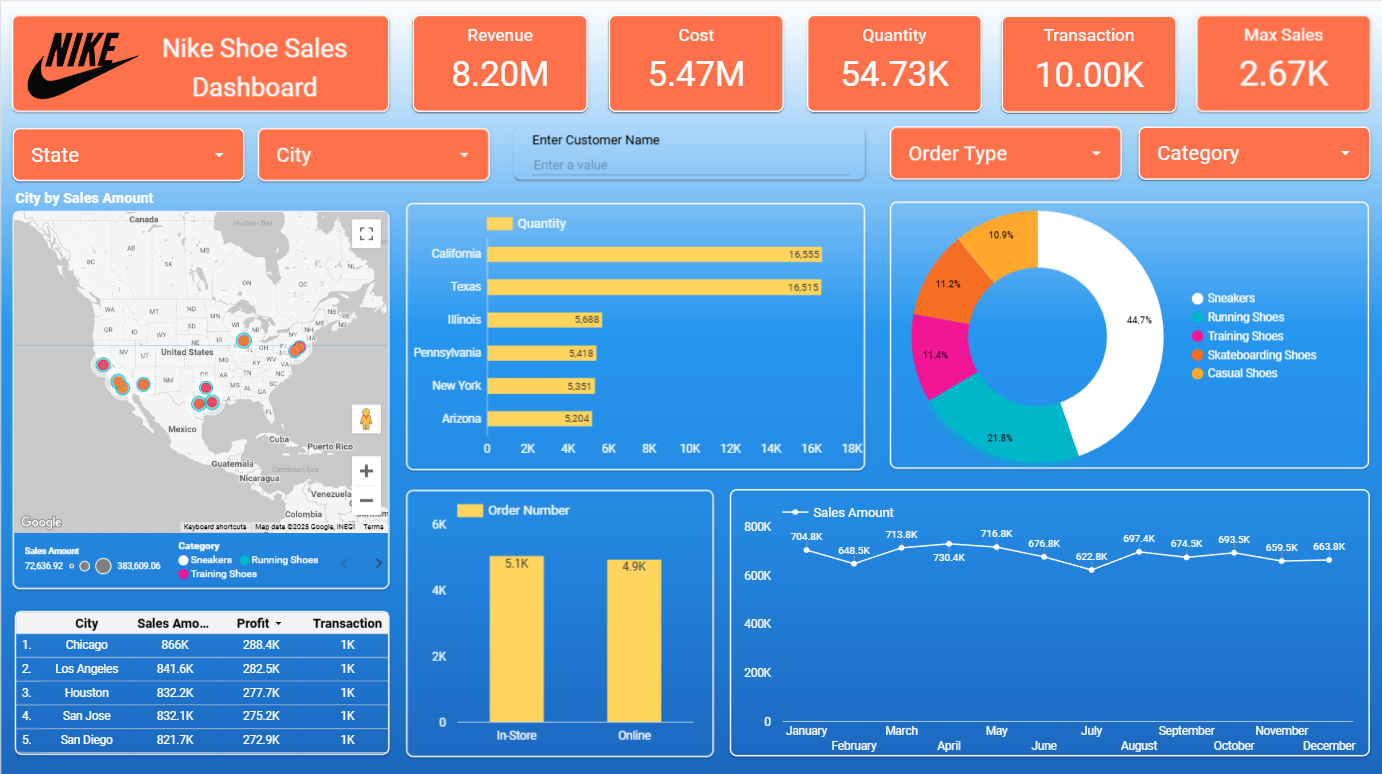 NIKE
Nike Shoe Sales
Dashboard
Revenue
8.20M
Cost
5.47M
Quantity
54.73K
Transaction
10.00K
Max Sales
2.67K
State
City
Enter Customer Name
Enter a value
Order Type
Category
City by Sales Amount
Canada
Hudson Bay
AB
MB
BC
SK
NL
ON
QC
WA
MT
ND
MN
NB
PE
OR
ID
SD
WI
MI
NY
NH
NS
WY
MA
NV
UT
NE
IA
IL
OH
United States
MO
KY
WV
VA
NM
OK
AR
TN
NC
MS
AL
SC
LA
GA
FL
Mexico
Cuba
Puerto Rico
Guatemala
Caribbean Sea
Nicaragua
Venezuela
Colombia
Google
Keyboard shortcuts
Map data ©2025 Google, INEGI
Terms
Sales Amount
72,636.92
383,609.06
Category
Sneakers
Running Shoes
Training Shoes
Quantity
California
16,555
Texas
16,515
Illinois
5,688
Pennsylvania
5,418
New York
5,351
Arizona
5,204
0 2K 4K 6K 8K 10K 12K 14K 16K 18K
10.9%
11.2%
44.7%
11.4%
21.8%
Sneakers
Running Shoes
Training Shoes
Skateboarding Shoes
Casual Shoes
City Sales Amo... Profit Transaction
1. Chicago 866K 288.4K 1K
2. Los Angeles 841.6K 282.5K 1K
3. Houston 832.2K 277.7K 1K
4. San Jose 832.1K 275.2K 1K
5. San Diego 821.7K 272.9K 1K
Order Number
6K
4K
2K
0
5.1K
4.9K
In-Store
Online
Sales Amount
800K
600K
400K
200K
0
704.8K
648.5K
713.8K
730.4K
716.8K
676.8K
622.8K
697.4K
674.5K
693.5K
659.5K
663.8K
January
February
March
April
May
June
July
August
September
October
November
December